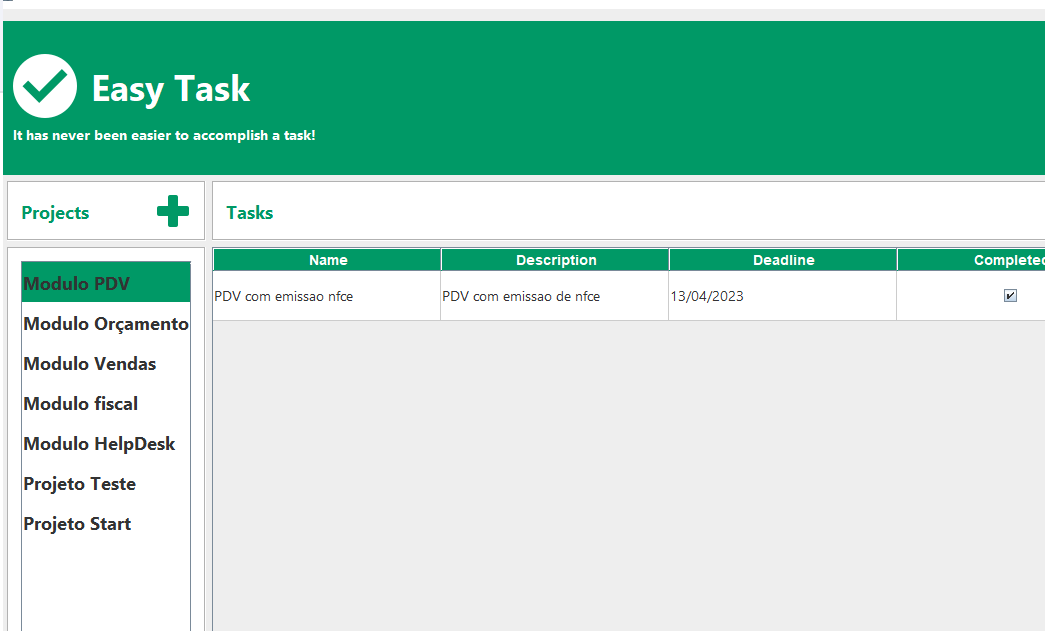 Easy Task
It has never been easier to accomplish a task!
Projects
Tasks
Modulo PDV
Modulo Orçamento
Modulo Vendas
Modulo fiscal
Modulo HelpDesk
Projeto Teste
Projeto Start
Name Description Deadline Completed
PDV com emissao nfce PDV com emissao de nfce 13/04/2023